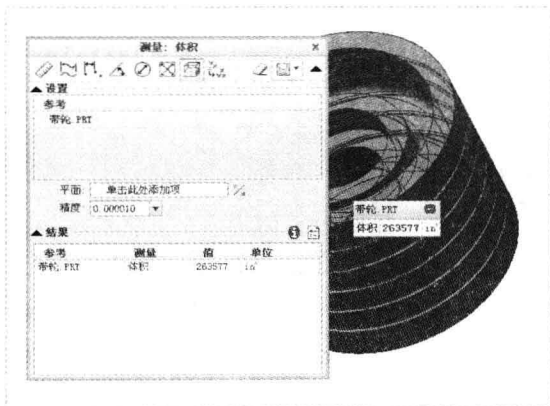 测量: 体积
设置
参考
带轮.PRT
平面 单击此处添加项
精度 0.000010
结果
参考 测量 值 单位
带轮.PRT 体积 263577 in³
带轮.PRT
体积 263577 in³